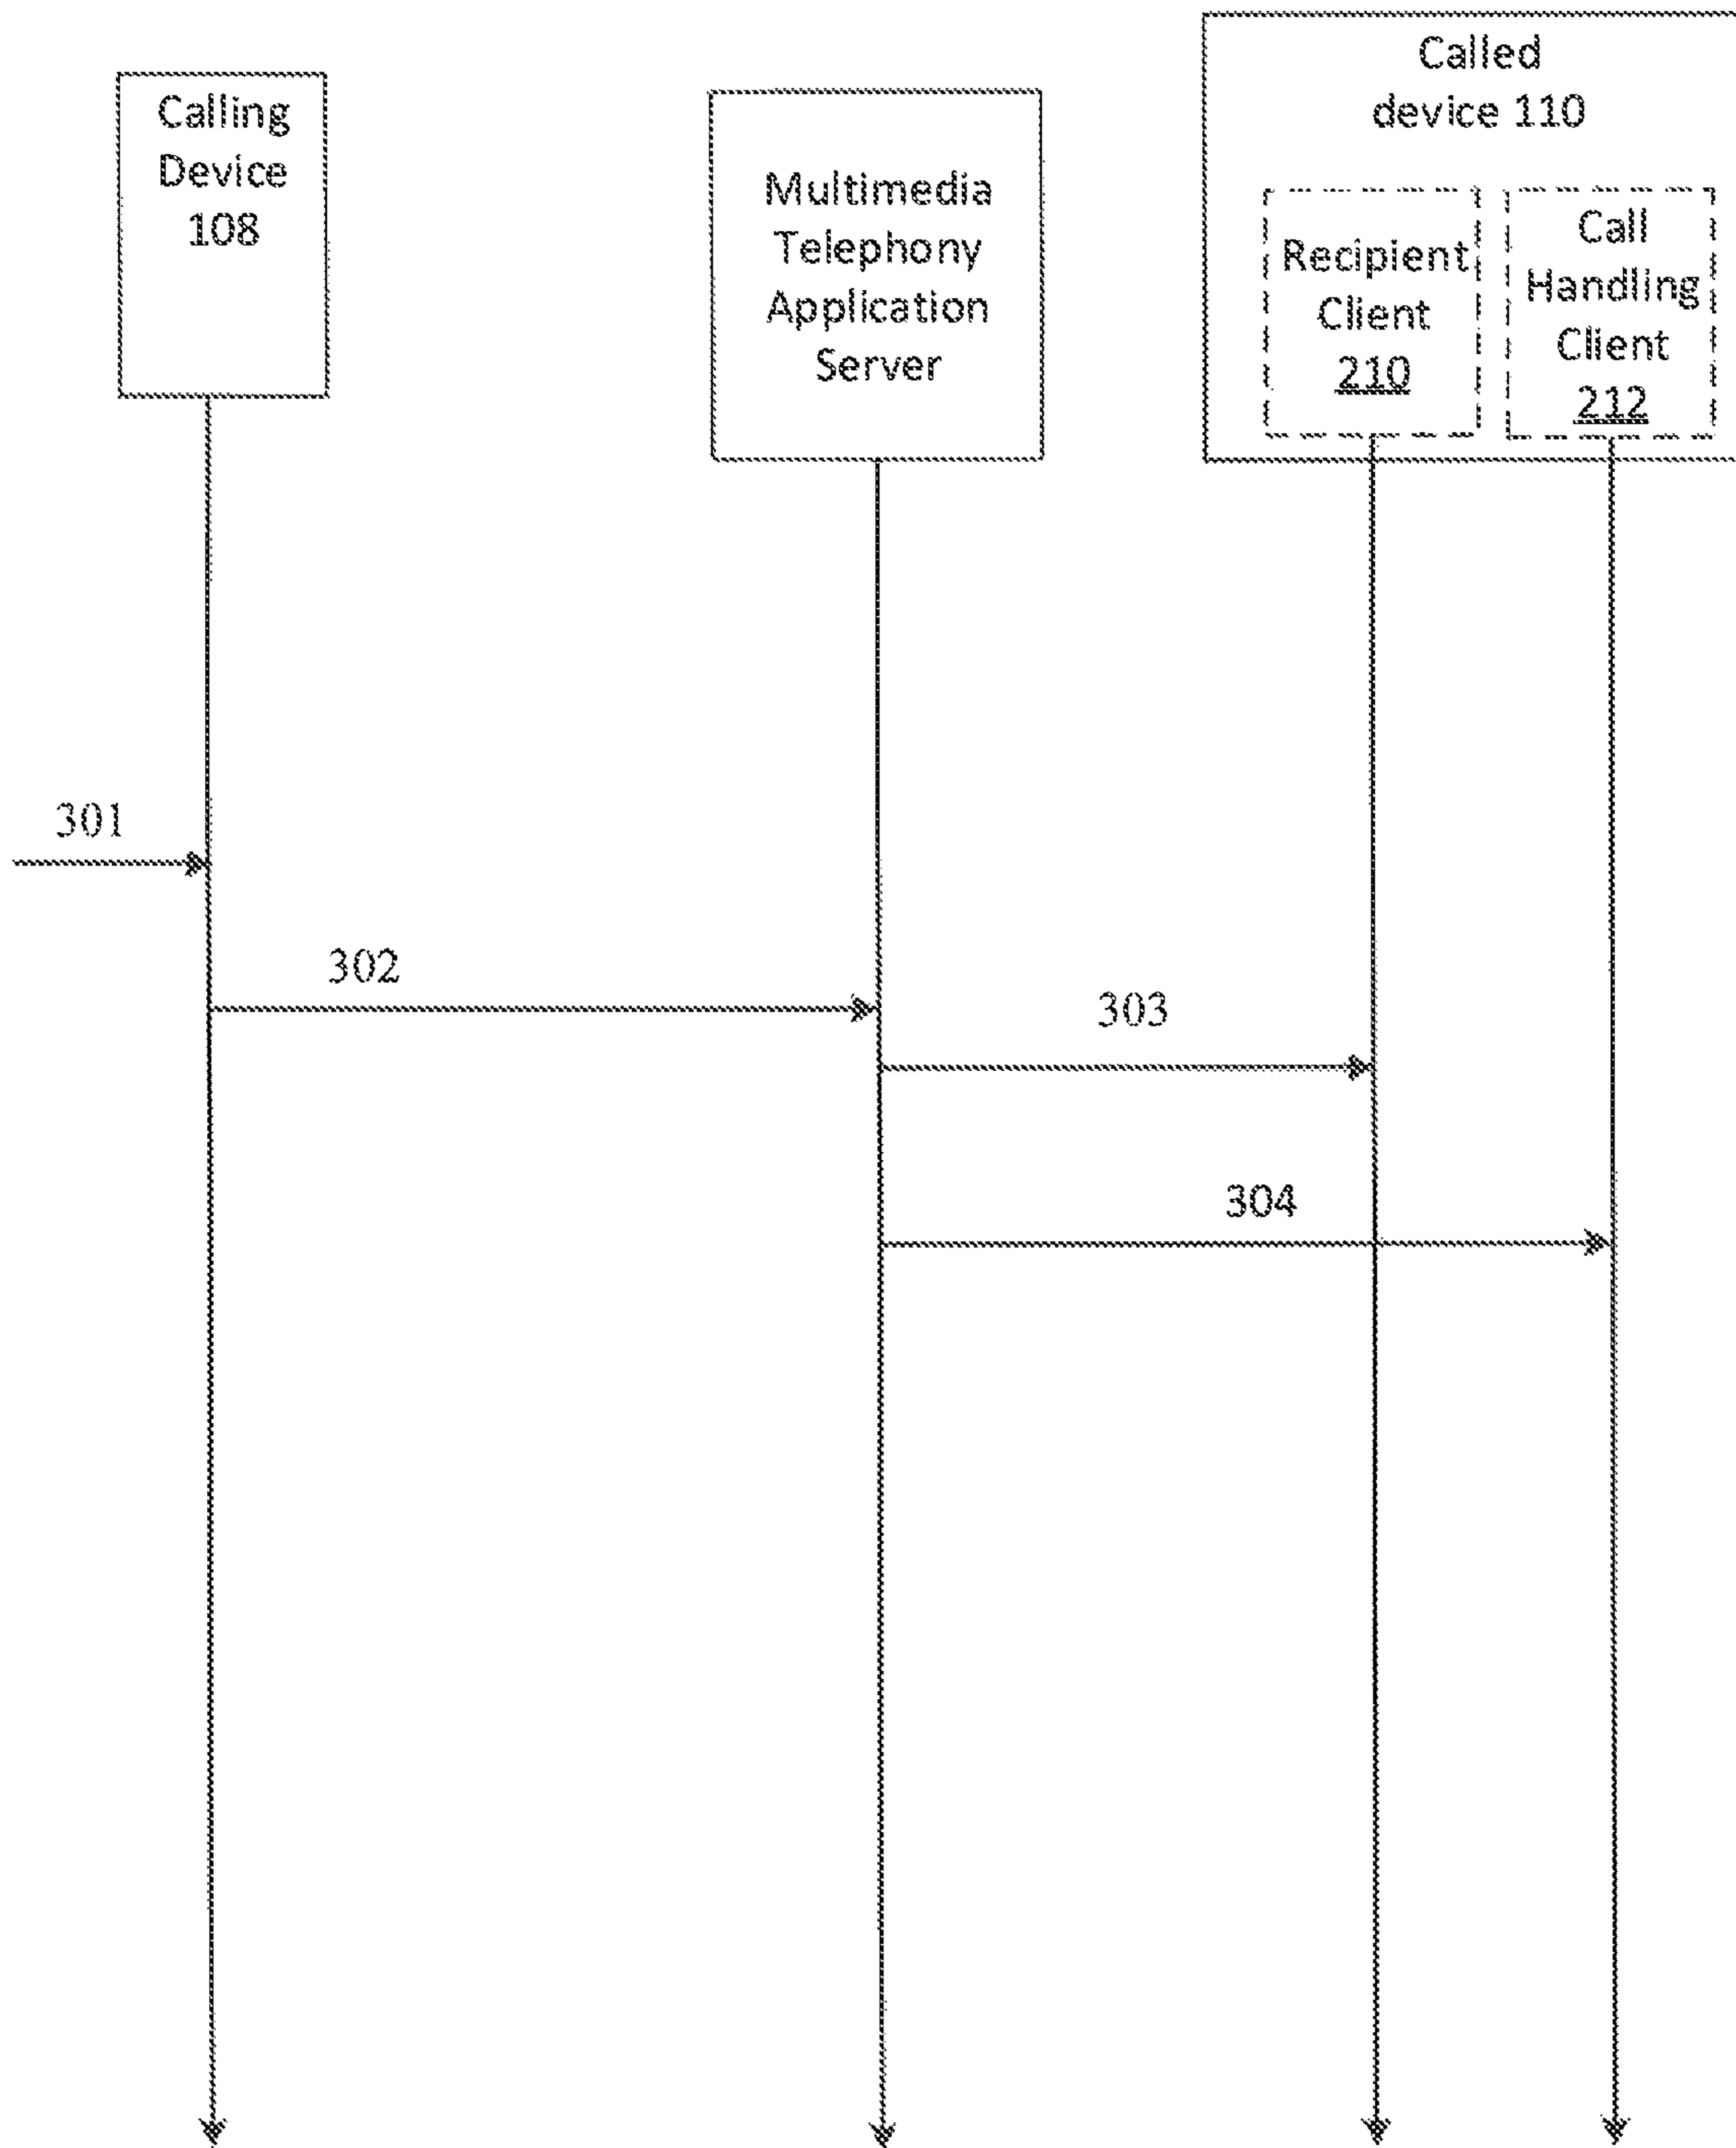 Calling
Device
108
Multimedia
Telephony
Application
Server
Called
device 110
Recipient
Client
210
Call
Handling
Client
212
301
302
303
304